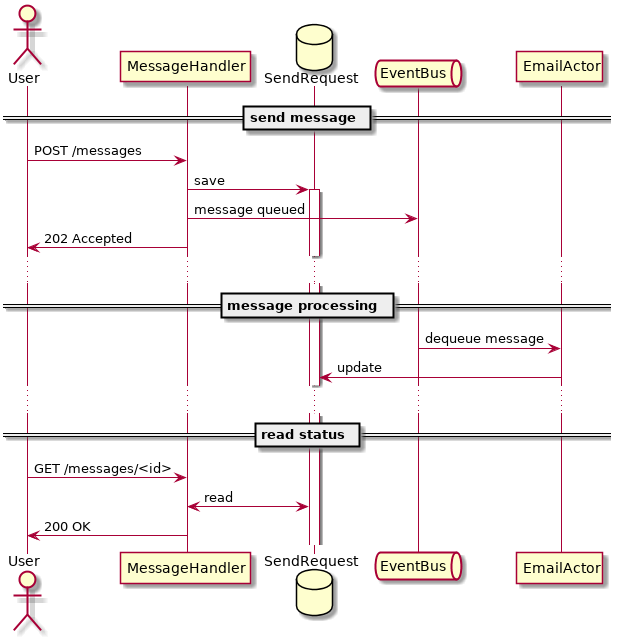 User
MessageHandler
SendRequest
EventBus
EmailActor
send message
POST /messages
save
message queued
202 Accepted
message processing
dequeue message
update
read status
GET /messages/<id>
read
200 OK
User
MessageHandler
SendRequest
EventBus
EmailActor